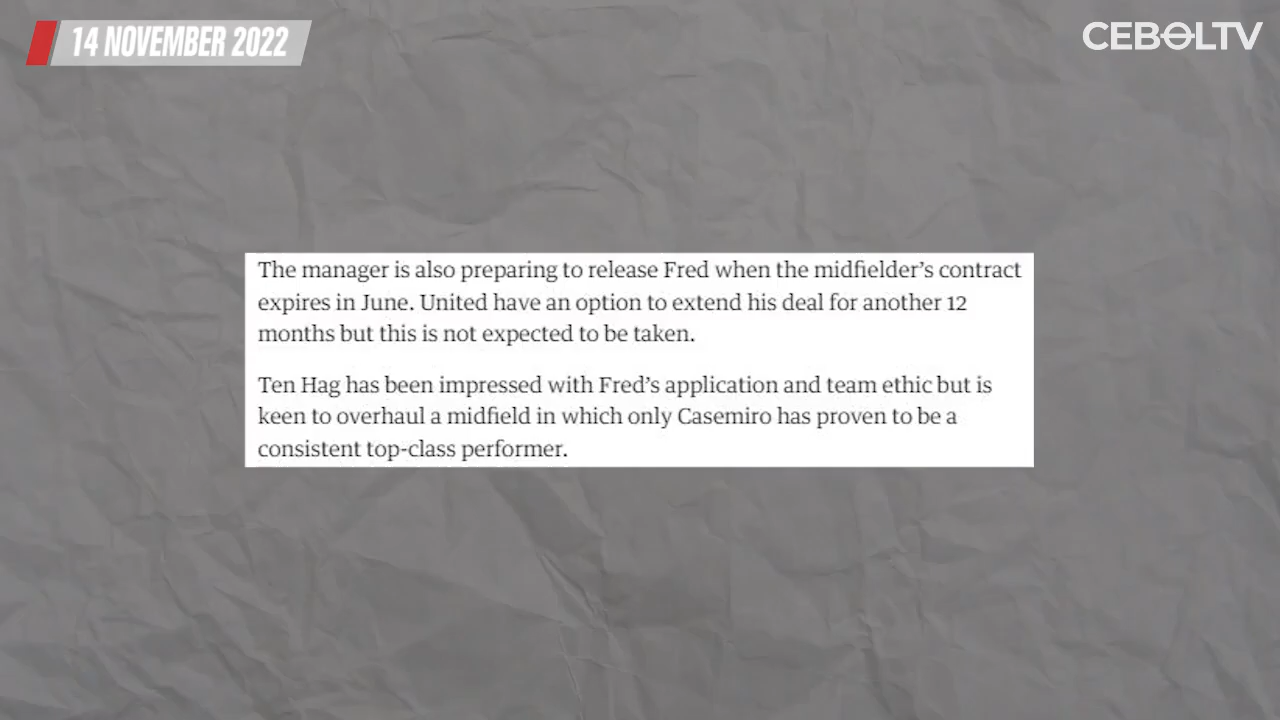 14 NOVEMBER 2022
CEBOLTV
The manager is also preparing to release Fred when the midfielder's contract
expires in June. United have an option to extend his deal for another 12
months but this is not expected to be taken.
Ten Hag has been impressed with Fred's application and team ethic but is
keen to overhaul a midfield in which only Casemiro has proven to be a
consistent top-class performer.